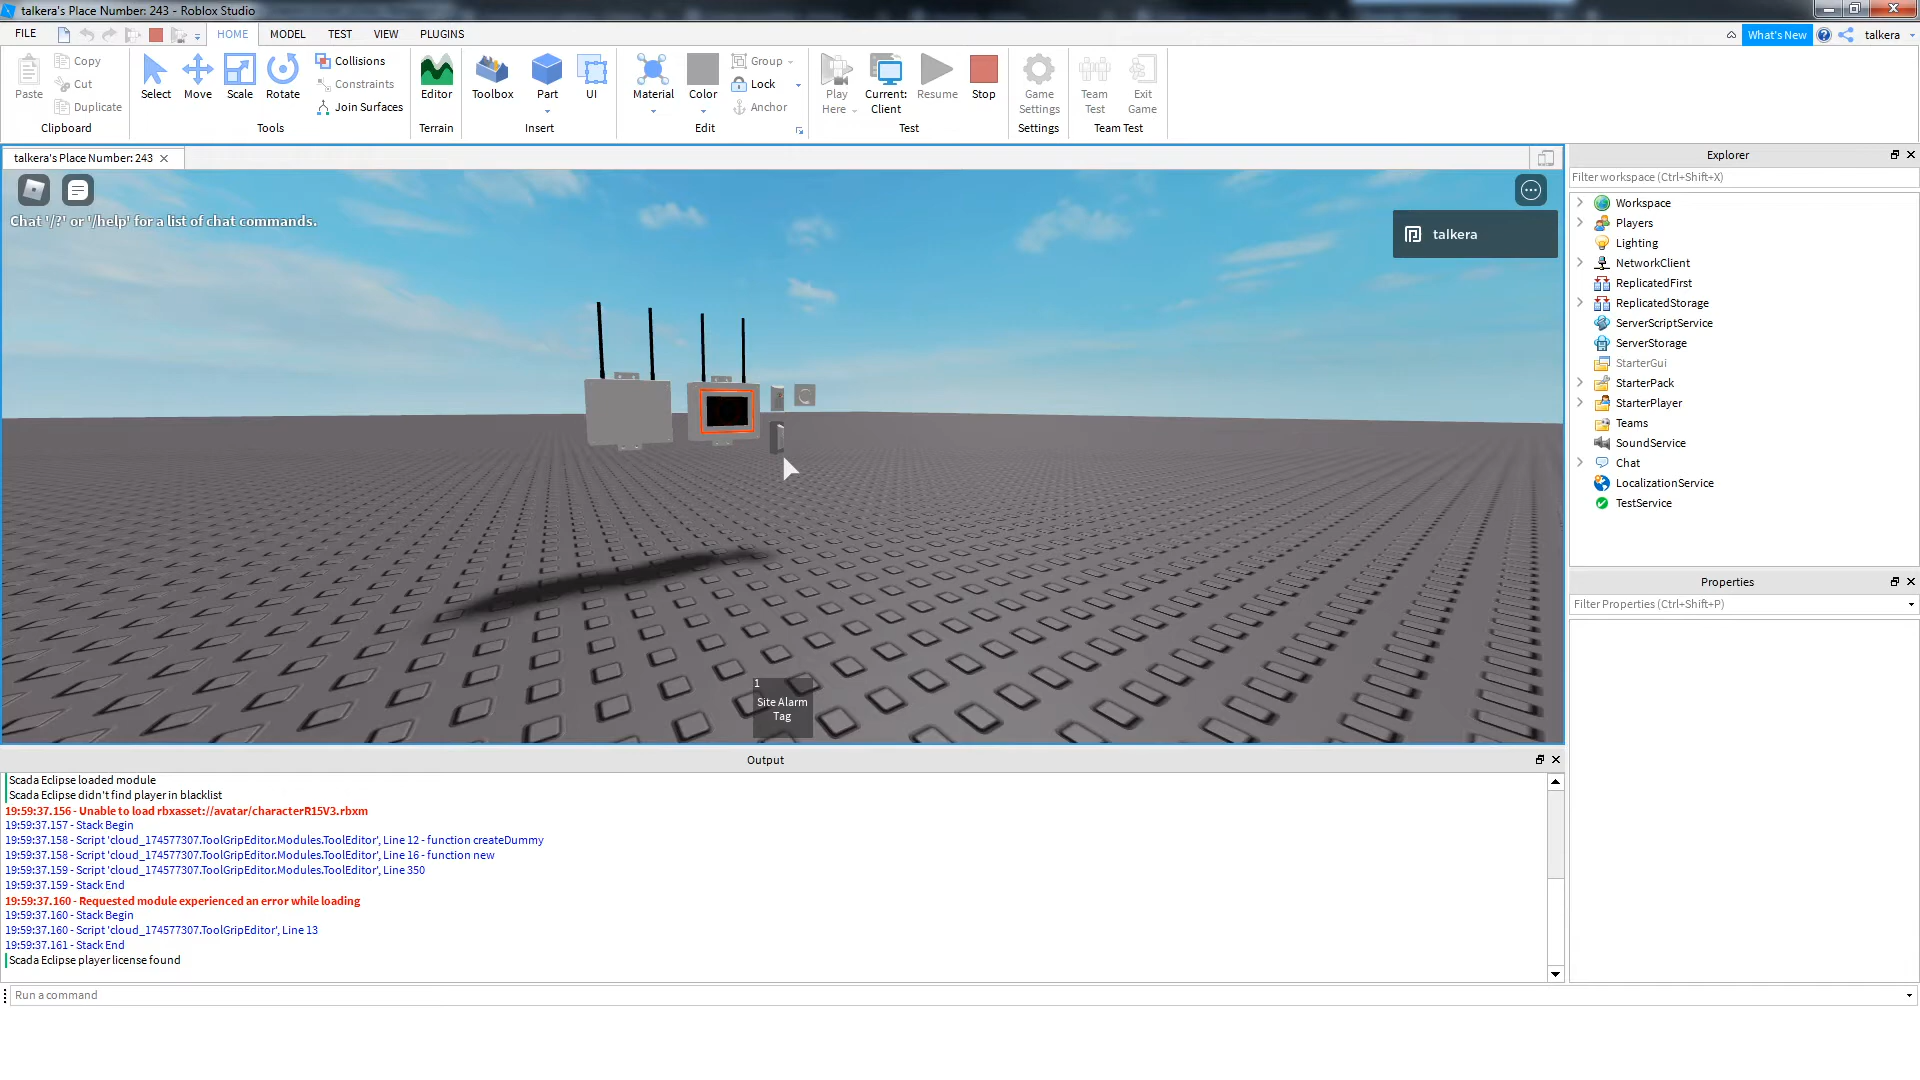 talkera's Place Number: 243 - Roblox Studio
FILE
HOME
MODEL
TEST
VIEW
PLUGINS
What's New
talkera
Paste
Copy
Cut
Duplicate
Clipboard
Select
Move
Scale
Rotate
Collisions
Constraints
Join Surfaces
Tools
Editor
Terrain
Toolbox
Part
UI
Insert
Material
Color
Group
Lock
Anchor
Edit
Play
Here
Current:
Client
Resume
Stop
Test
Game
Settings
Settings
Team
Test
Exit
Game
Team Test
talkera's Place Number: 243
Chat '/?' or '/help' for a list of chat commands.
talkera
1
Site Alarm
Tag
Explorer
Filter workspace (Ctrl+Shift+X)
Workspace
Players
Lighting
NetworkClient
ReplicatedFirst
ReplicatedStorage
ServerScriptService
ServerStorage
StarterGui
StarterPack
StarterPlayer
Teams
SoundService
Chat
LocalizationService
TestService
Properties
Filter Properties (Ctrl+Shift+P)
Output
Scada Eclipse loaded module
Scada Eclipse didn't find player in blacklist
19:59:37.156 - Unable to load rbxasset://avatar/characterR15V3.rbxm
19:59:37.157 - Stack Begin
19:59:37.158 - Script 'cloud_174577307.ToolGripEditor.Modules.ToolEditor', Line 12 - function createDummy
19:59:37.158 - Script 'cloud_174577307.ToolGripEditor.Modules.ToolEditor', Line 16 - function new
19:59:37.159 - Script 'cloud_174577307.ToolGripEditor.Modules.ToolEditor', Line 350
19:59:37.159 - Stack End
19:59:37.160 - Requested module experienced an error while loading
19:59:37.160 - Stack Begin
19:59:37.160 - Script 'cloud_174577307.ToolGripEditor', Line 13
19:59:37.161 - Stack End
Scada Eclipse player license found
Run a command